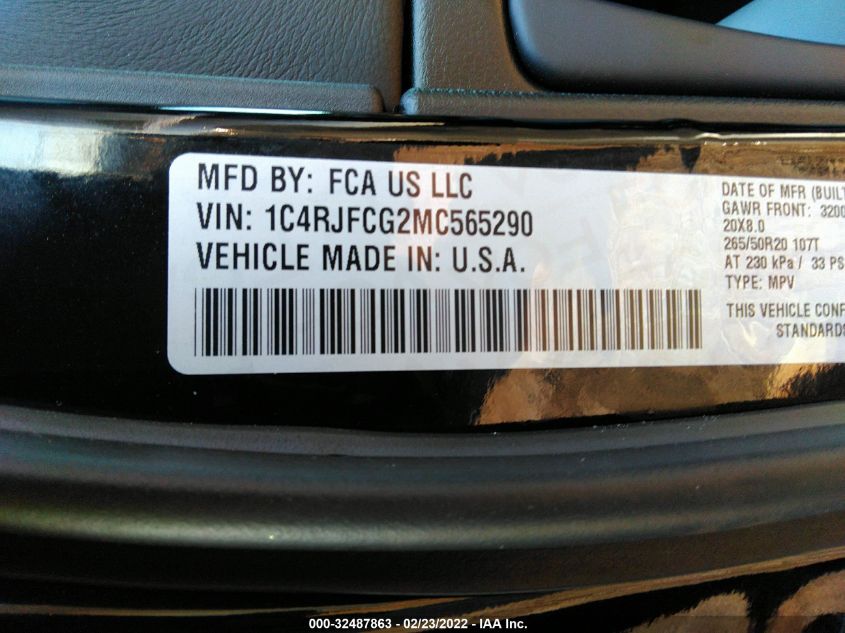 MFD BY: FCA US LLC
VIN: 1C4RJFCG2MC565290
VEHICLE MADE IN: U.S.A.
DATE OF MFR (BUILT
GAWR FRONT: 3200
20X8.0
265/50R20 107T
AT 230 kPa / 33 PS
TYPE: MPV
THIS VEHICLE CONF
STANDARDS
000-32487863 - 02/23/2022 - IAA Inc.